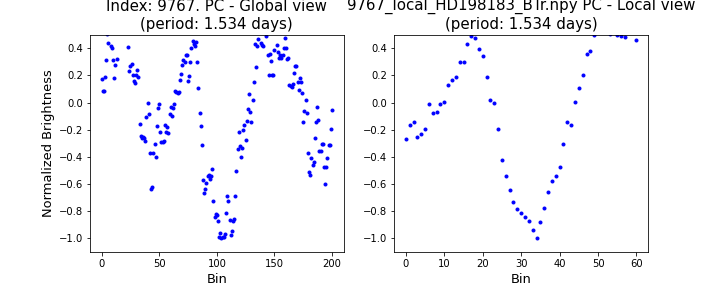 Index: 9767. PC - Global view
(period: 1.534 days)
9767_local_HD198183_BTr.npy PC - Local view
(period: 1.534 days)
Normalized Brightness
0.4
0.2
0.0
−0.2
−0.4
−0.6
−0.8
−1.0
0 50 100 150 200
Bin
0.4
0.2
0.0
−0.2
−0.4
−0.6
−0.8
−1.0
0 10 20 30 40 50 60
Bin